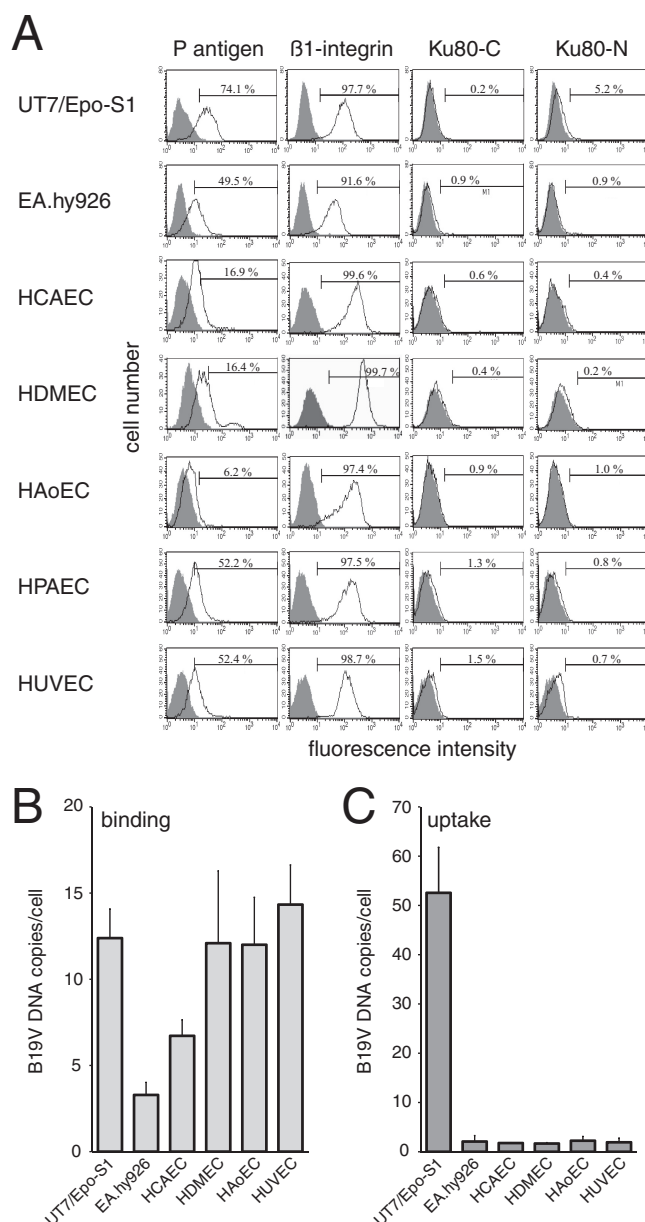 A
P antigen ß1-integrin Ku80-C Ku80-N
UT7/Epo-S1
74.1 % 97.7 % 0.2 % 5.2 %
EA.hy926
49.5 % 91.6 % 0.9 % M1 0.9 %
HCAEC
16.9 % 99.6 % 0.6 % 0.4 %
HDMEC
16.4 % 99.7 % 0.4 % 0.2 % M1
HAoEC
6.2 % 97.4 % 0.9 % 1.0 %
HPAEC
52.2 % 97.5 % 1.3 % 0.8 %
HUVEC
52.4 % 98.7 % 1.5 % 0.7 %
cell number
fluorescence intensity
B
binding
B19V DNA copies/cell
20
15
10
5
0
UT7/Epo-S1
EA.hy926
HCAEC
HDMEC
HAoEC
HUVEC
C
uptake
B19V DNA copies/cell
70
60
50
40
30
20
10
0
UT7/Epo-S1
EA.hy926
HCAEC
HDMEC
HAoEC
HUVEC